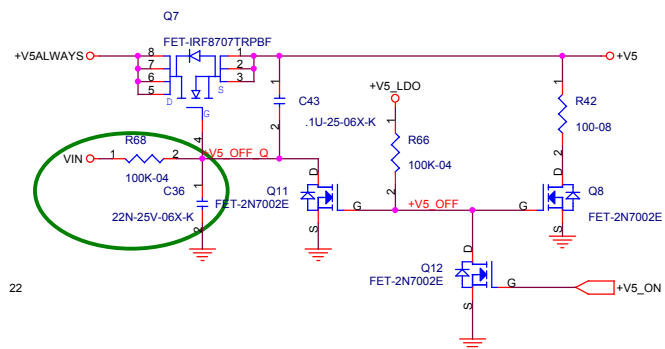 Q7
FET-IRF8707TRPBF
+V5ALWAYS
8
7
6
5
D
S
G
4
1
2
3
+V5
1
C43
2
.1U-25-06X-K
+V5_LDO
1
R66
100K-04
2
1
R42
100-08
2
VIN
1
R68
2
100K-04
+V5_OFF_Q
1
C36
22N-25V-06X-K
2
Q11
FET-2N7002E
D
S
G
+V5_OFF
G
D
S
Q8
FET-2N7002E
Q12
FET-2N7002E
D
S
G
+V5_ON
22